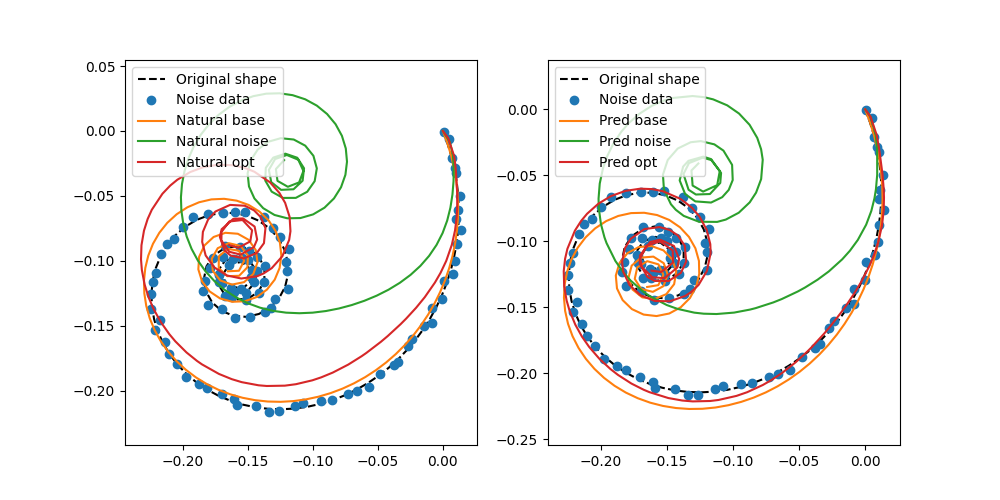 0.05
0.00
−0.05
−0.10
−0.15
−0.20
−0.20
−0.15
−0.10
−0.05
0.00
Original shape
Noise data
Natural base
Natural noise
Natural opt
0.00
−0.05
−0.10
−0.15
−0.20
−0.25
−0.20
−0.15
−0.10
−0.05
0.00
Original shape
Noise data
Pred base
Pred noise
Pred opt